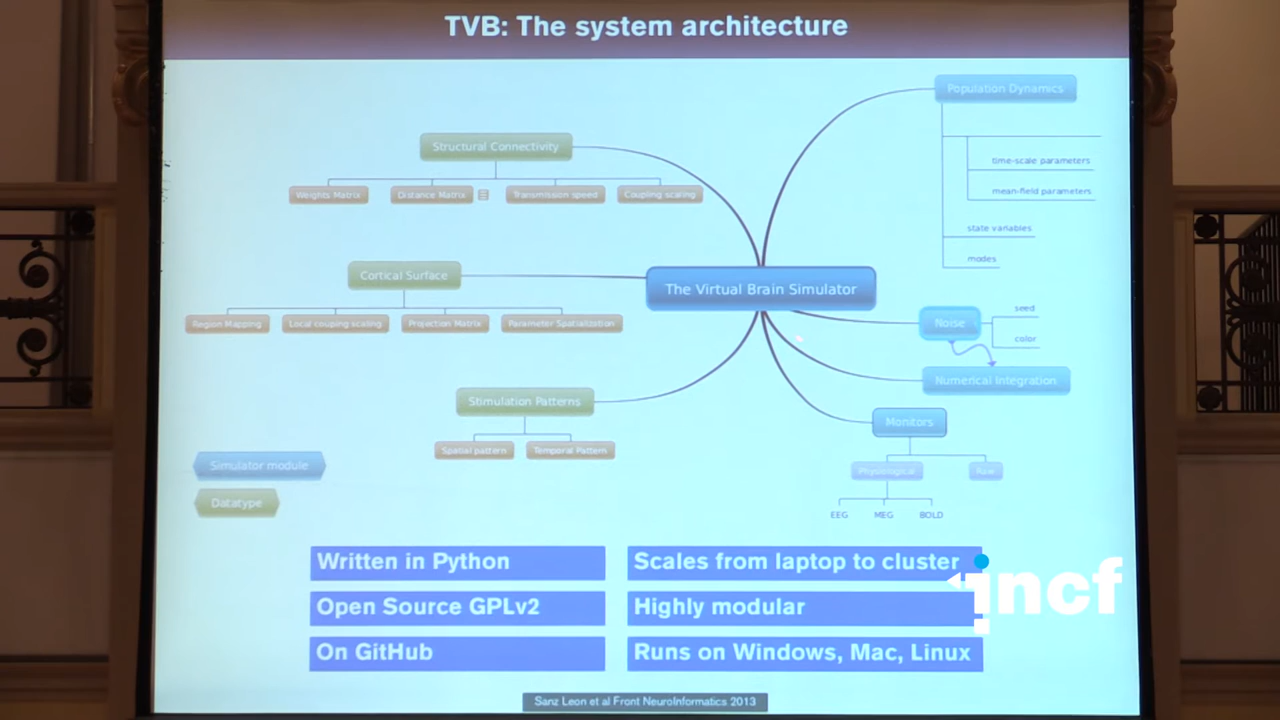 TVB: The system architecture
Population Dynamics
time-scale parameters
mean-field parameters
state variables
modes
Structural Connectivity
Weights Matrix
Distance Matrix
Transmission speed
Coupling scaling
Cortical Surface
Region Mapping
Local couping scaling
Projection Matrix
Parameter Spatialization
The Virtual Brain Simulator
Noise
seed
color
Numerical Integration
Stimulation Patterns
Spatial pattern
Temporal Pattern
Monitors
Physiological
Raw
EEG
MEG
BOLD
Simulator module
Datatype
Written in Python
Open Source GPLv2
On GitHub
Scales from laptop to cluster
Highly modular
Runs on Windows, Mac, Linux
incf
Sanz Leon et al Front NeuroInformatics 2013